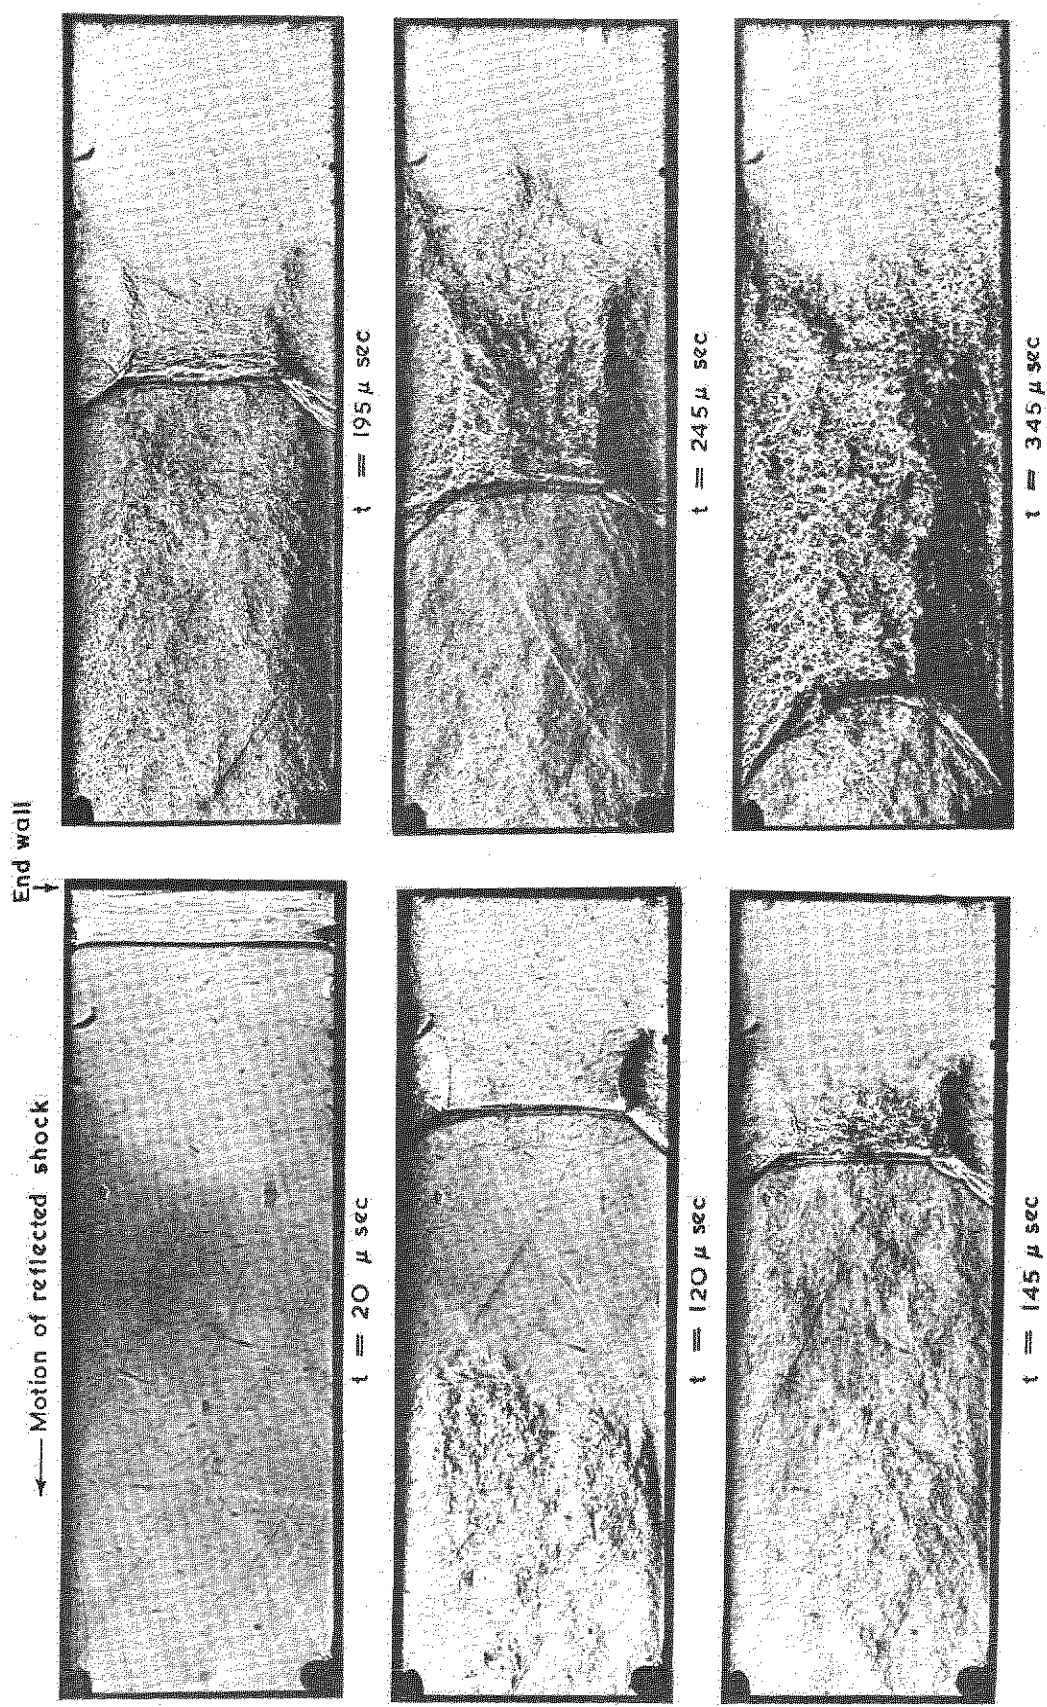 End wall
← Motion of reflected shock
t = 20 μ sec
t = 120 μ sec
t = 145 μ sec
t = 195 μ sec
t = 245 μ sec
t = 345 μ sec